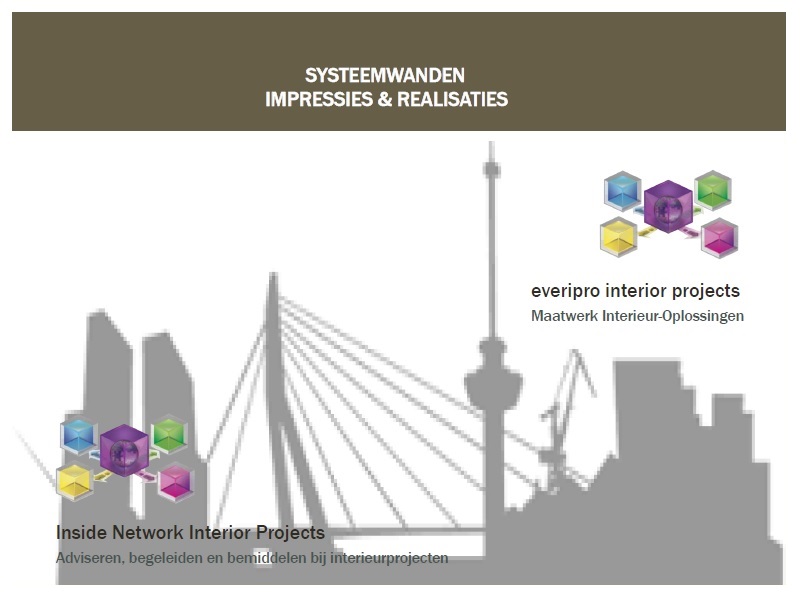 SYSTEEMWANDEN
IMPRESSIES & REALISATIES
everipro interior projects
Maatwerk Interieur-Oplossingen
Inside Network Interior Projects
Adviseren, begeleiden en bemiddelen bij interieurprojecten